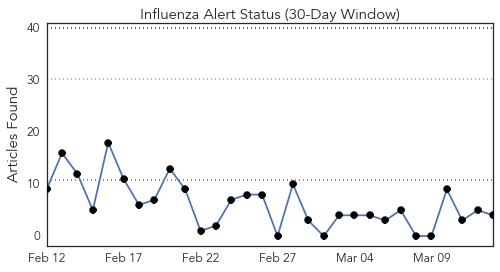 Influenza Alert Status (30-Day Window)
Articles Found
40
30
20
10
0
Feb 12 Feb 17 Feb 22 Feb 27 Mar 04 Mar 09